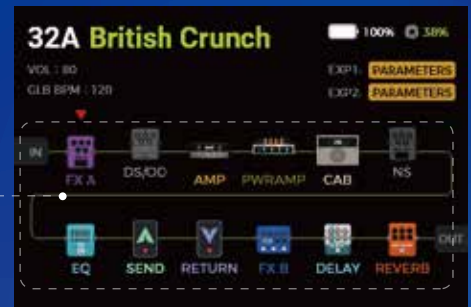 32A British Crunch
100% 38%
VOL : 80
EXP1: PARAMETERS
GLB BPM : 120
EXP2: PARAMETERS
IN
FX A DS/OD AMP PWRAMP CAB NS
OUT
EQ SEND RETURN FX B DELAY REVERB